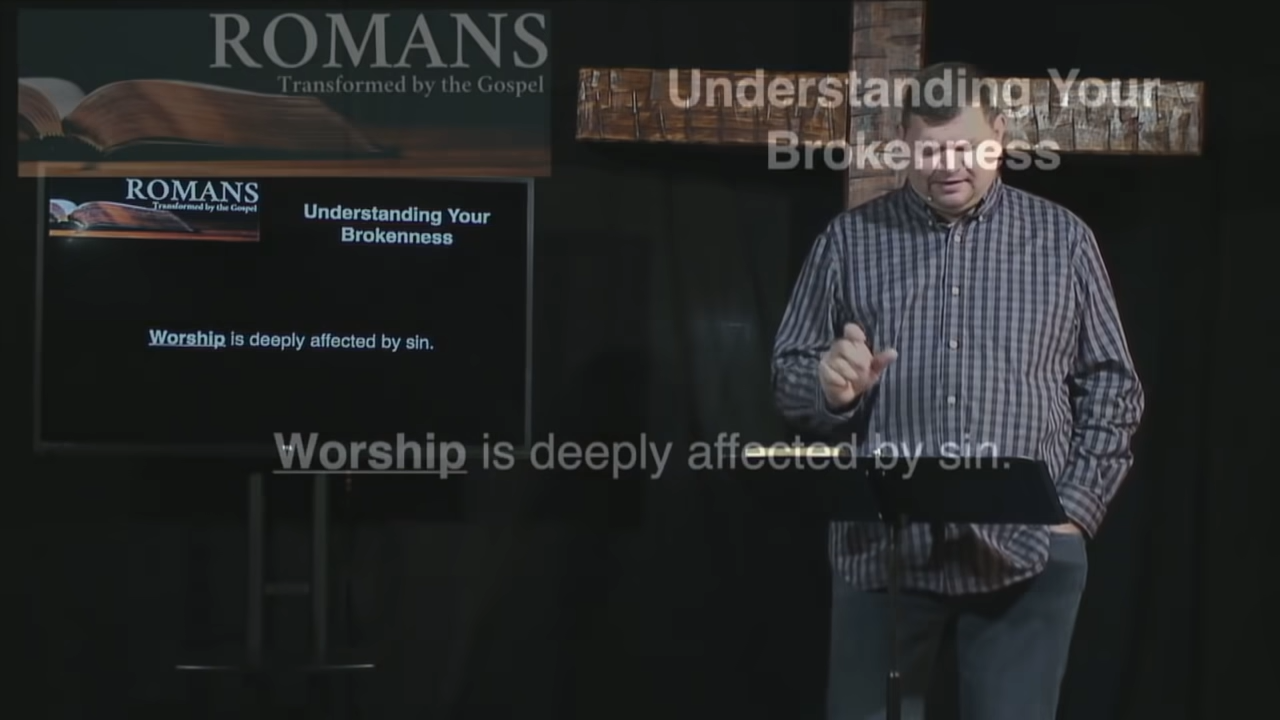 ROMANS
Transformed by the Gospel
Understanding Your
Brokenness
ROMANS
Transformed by the Gospel
Understanding Your
Brokenness
Worship is deeply affected by sin.
Worship is deeply affected by sin.